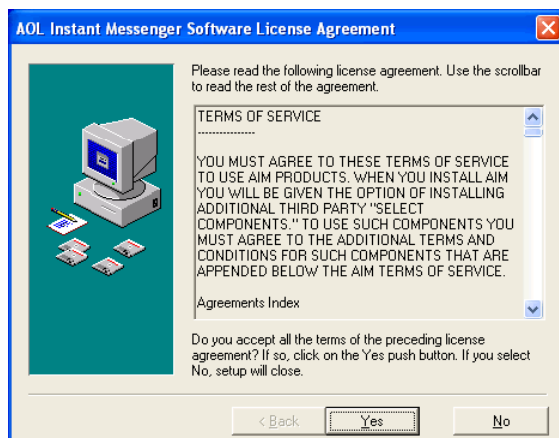 AOL Instant Messenger Software License Agreement
Please read the following license agreement. Use the scrollbar
to read the rest of the agreement.
TERMS OF SERVICE
---------------
YOU MUST AGREE TO THESE TERMS OF SERVICE
TO USE AIM PRODUCTS. WHEN YOU INSTALL AIM
YOU WILL BE GIVEN THE OPTION OF INSTALLING
ADDITIONAL THIRD PARTY "SELECT
COMPONENTS." TO USE SUCH COMPONENTS YOU
MUST AGREE TO THE ADDITIONAL TERMS AND
CONDITIONS FOR SUCH COMPONENTS THAT ARE
APPENDED BELOW THE AIM TERMS OF SERVICE.
Agreements Index
Do you accept all the terms of the preceding license
agreement? If so, click on the Yes push button. If you select
No, setup will close.
< Back
Yes
No